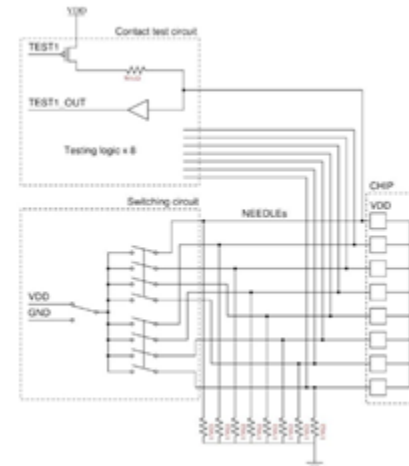 VDD
Contact test circuit
TEST1
TEST1_OUT
Testing logic x 8
CHIP
VDD
Switching circuit
NEEDLEs
VDD
GND